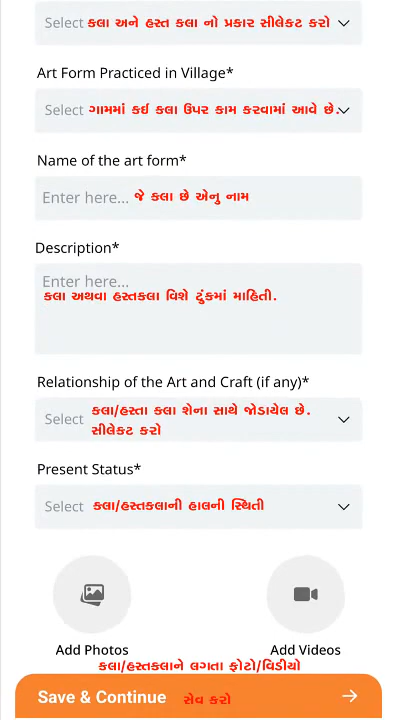 Select કલા અને હસ્ત કલા નો પ્રકાર સીલેકટ કરો
Art Form Practiced in Village*
Select ગામમાં કઈ કલા ઉપર કામ કરવામાં આવે છે.
Name of the art form*
Enter here... જે કલા છે એનુ નામ
Description*
Enter here...
કલા અથવા હસ્તકલા વિશે ટુંકમાં માહિતી.
Relationship of the Art and Craft (if any)*
કલા/હસ્તા કલા શેના સાથે જોડાયેલ છે.
Select
સીલેકટ કરો
Present Status*
Select કલા/હસ્તકલાની હાલની સ્થિતી
Add Photos Add Videos
કલા/હસ્તકલાને લગતા ફોટો/વિડીયો
Save & Continue સેવ કરો